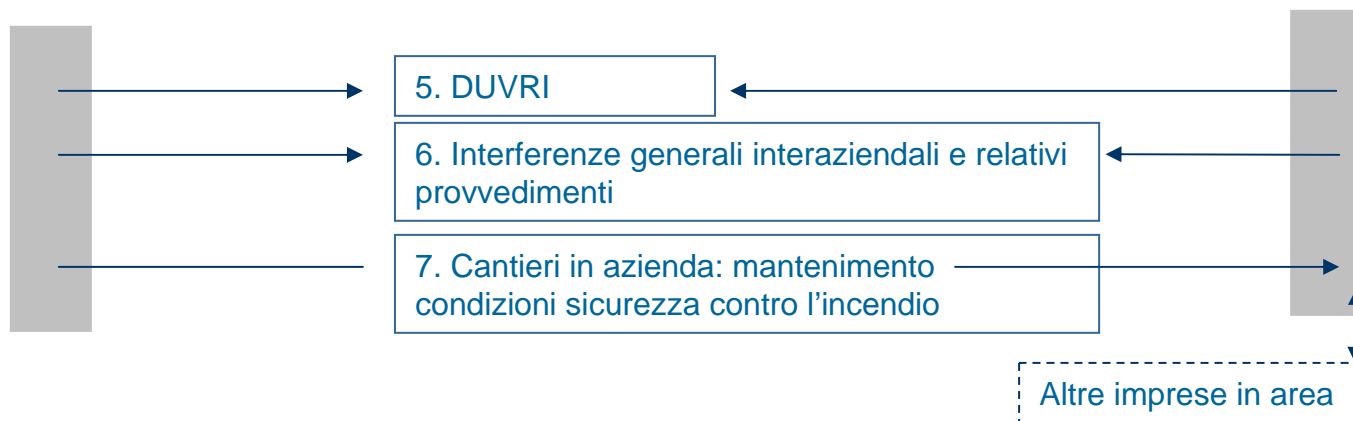 5. DUVRI
6. Interferenze generali interaziendali e relativi
provvedimenti
7. Cantieri in azienda: mantenimento
condizioni sicurezza contro l’incendio
Altre imprese in area